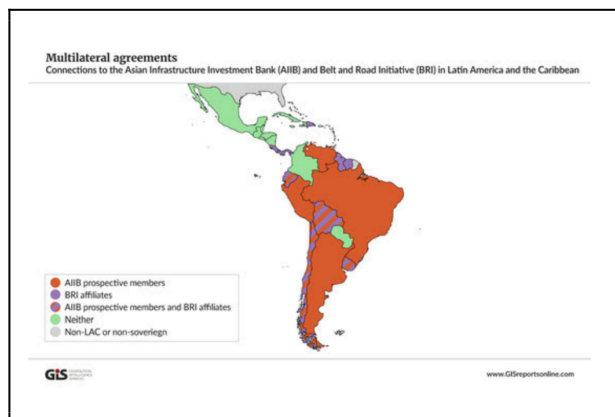 Multilateral agreements
Connections to the Asian Infrastructure Investment Bank (AIIB) and Belt and Road Initiative (BRI) in Latin America and the Caribbean
AIIB prospective members
BRI affiliates
AIIB prospective members and BRI affiliates
Neither
Non-LAC or non-soveriegn
GIS
www.GISreportsonline.com